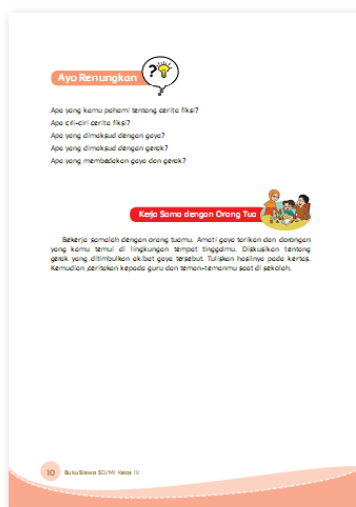 Ayo Renungkan
Apa yang kamu pahami tentang cerita fiksi?
Apa ciri-ciri cerita fiksi?
Apa yang dimaksud dengan gaya?
Apa yang dimaksud dengan gerak?
Apa yang membedakan gaya dan gerak?
Kerja Sama dengan Orang Tua
Bekerja samalah dengan orang tuamu. Amati gaya tarikan dan dorongan
yang kamu temui di lingkungan tempat tinggalmu. Diskusikan tentang
gerak yang ditimbulkan akibat gaya tersebut. Tuliskan hasilnya pada kertas.
Kemudian ,ceritakan kepada guru dan teman-temanmu saat di sekolah.
10 Buku Siswa SD/MI Kelas IV